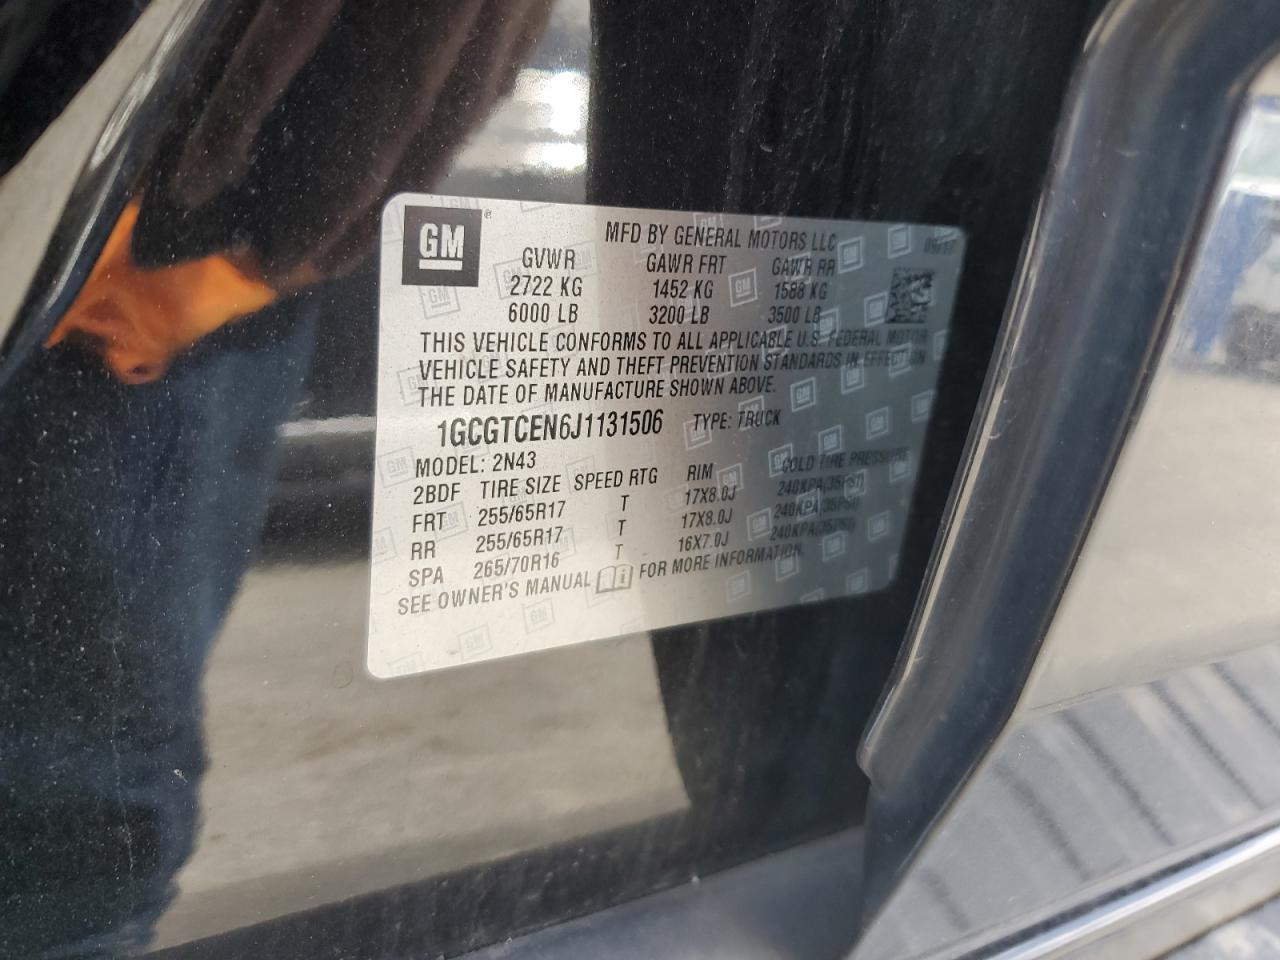 GM ®
MFD BY GENERAL MOTORS LLC 09/17
GVWR GAWR FRT GAWR RR
2722 KG 1452 KG 1588 KG
6000 LB 3200 LB 3500 LB
THIS VEHICLE CONFORMS TO ALL APPLICABLE U.S. FEDERAL MOTOR
VEHICLE SAFETY AND THEFT PREVENTION STANDARDS IN EFFECT ON
THE DATE OF MANUFACTURE SHOWN ABOVE.
1GCGTCEN6J1131506 TYPE: TRUCK
MODEL: 2N43
2BDF TIRE SIZE SPEED RTG RIM COLD TIRE PRESSURE
FRT 255/65R17 T 17X8.0J 240KPA(35PSI)
RR 255/65R17 T 17X8.0J 240KPA(35PSI)
SPA 265/70R16 T 16X7.0J 240KPA(35PSI)
SEE OWNER'S MANUAL FOR MORE INFORMATION.